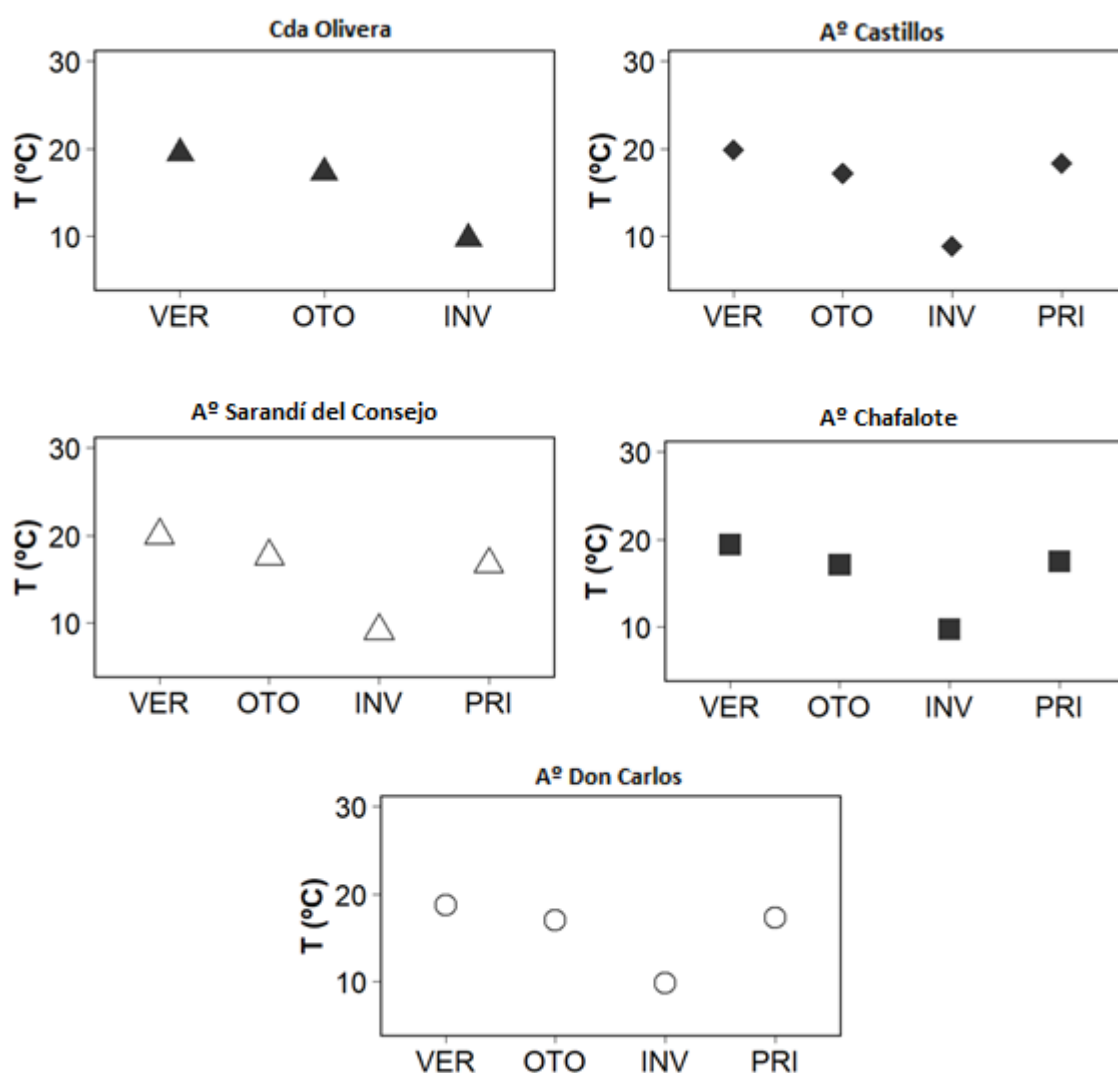 Cda Olivera
30
20
10
T (ºC)
VER OTO INV
Aº Castillos
30
20
10
T (ºC)
VER OTO INV PRI
Aº Sarandí del Consejo
30
20
10
T (ºC)
VER OTO INV PRI
Aº Chafalote
30
20
10
T (ºC)
VER OTO INV PRI
Aº Don Carlos
30
20
10
T (ºC)
VER OTO INV PRI